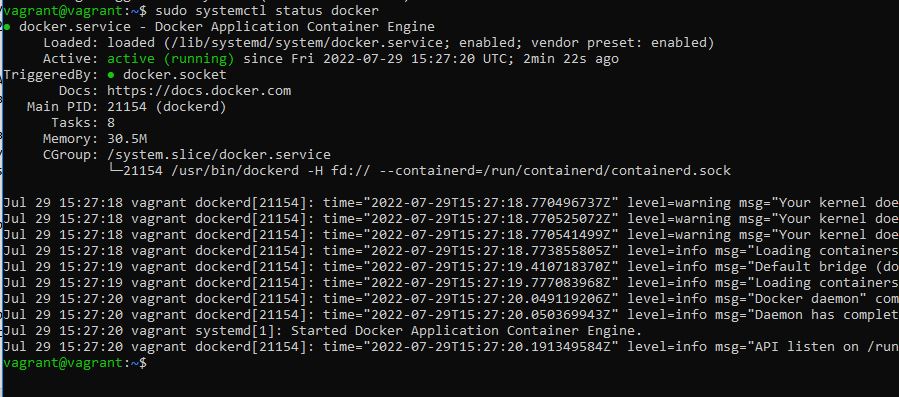 vagrant@vagrant:~$ sudo systemctl status docker
● docker.service - Docker Application Container Engine
Loaded: loaded (/lib/systemd/system/docker.service; enabled; vendor preset: enabled)
Active: active (running) since Fri 2022-07-29 15:27:20 UTC; 2min 22s ago
TriggeredBy: ● docker.socket
Docs: https://docs.docker.com
Main PID: 21154 (dockerd)
Tasks: 8
Memory: 30.5M
CGroup: /system.slice/docker.service
└─21154 /usr/bin/dockerd -H fd:// --containerd=/run/containerd/containerd.sock
Jul 29 15:27:18 vagrant dockerd[21154]: time="2022-07-29T15:27:18.770496737Z" level=warning msg="Your kernel doe
Jul 29 15:27:18 vagrant dockerd[21154]: time="2022-07-29T15:27:18.770525072Z" level=warning msg="Your kernel doe
Jul 29 15:27:18 vagrant dockerd[21154]: time="2022-07-29T15:27:18.770541499Z" level=warning msg="Your kernel doe
Jul 29 15:27:18 vagrant dockerd[21154]: time="2022-07-29T15:27:18.773855805Z" level=info msg="Loading containers
Jul 29 15:27:19 vagrant dockerd[21154]: time="2022-07-29T15:27:19.410718370Z" level=info msg="Default bridge (do
Jul 29 15:27:19 vagrant dockerd[21154]: time="2022-07-29T15:27:19.777083968Z" level=info msg="Loading containers
Jul 29 15:27:20 vagrant dockerd[21154]: time="2022-07-29T15:27:20.049119206Z" level=info msg="Docker daemon" com
Jul 29 15:27:20 vagrant dockerd[21154]: time="2022-07-29T15:27:20.050369943Z" level=info msg="Daemon has complet
Jul 29 15:27:20 vagrant systemd[1]: Started Docker Application Container Engine.
Jul 29 15:27:20 vagrant dockerd[21154]: time="2022-07-29T15:27:20.191349584Z" level=info msg="API listen on /run
vagrant@vagrant:~$